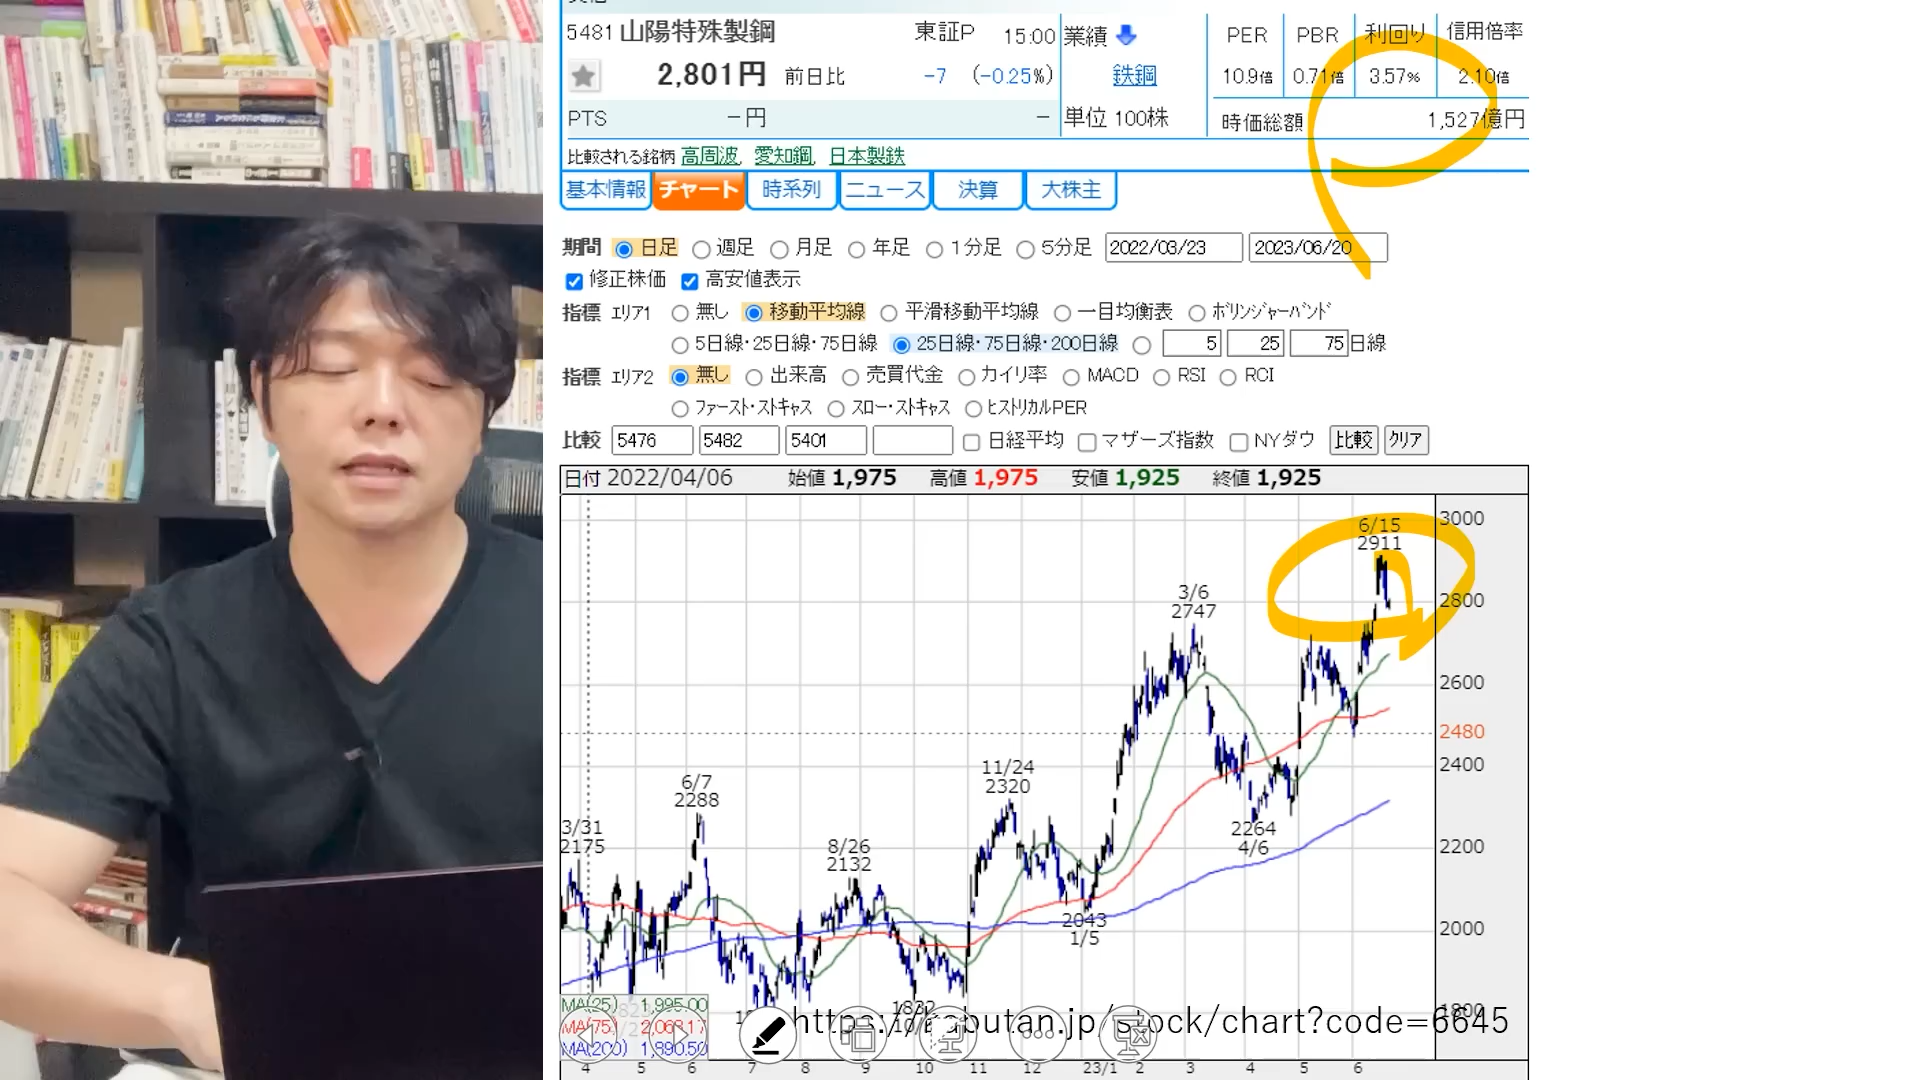 5481 山陽特殊製鋼 東証P 15:00 業績 PER PBR 利回り 信用倍率
2,801円 前日比 -7 (-0.25%) 鉄鋼 10.9倍 0.71倍 3.57% 2.10倍
PTS －円 － 単位 100株 時価総額 1,527億円
比較される銘柄 高周波, 愛知鋼, 日本製鉄
基本情報 チャート 時系列 ニュース 決算 大株主
期間 日足 週足 月足 年足 1分足 5分足 2022/03/23 2023/06/20
修正株価 高安値表示
指標 エリア1 無し 移動平均線 平滑移動平均線 一目均衡表 ボリンジャーバンド
5日線・25日線・75日線 25日線・75日線・200日線 5 25 75 日線
指標 エリア2 無し 出来高 売買代金 カイリ率 MACD RSI RCI
ファースト・ストキャス スロー・ストキャス ヒストリカルPER
比較 5476 5482 5401 日経平均 マザーズ指数 NYダウ 比較 クリア
日付 2022/04/06 始値 1,975 高値 1,975 安値 1,925 終値 1,925
3000
6/15
2911
2800
3/6
2747
2600
2480
2400
11/24
2320
6/7
2288
3/31
2175
8/26
2132
2264
4/6
2200
2043
1/5
2000
1832
1800
MA(25) 1,995.00
MA(75) 2,063.17
MA(200) 1,890.50
https://kabutan.jp/stock/chart?code=6645
4 5 6 7 8 9 10 11 12 23/1 2 3 4 5 6